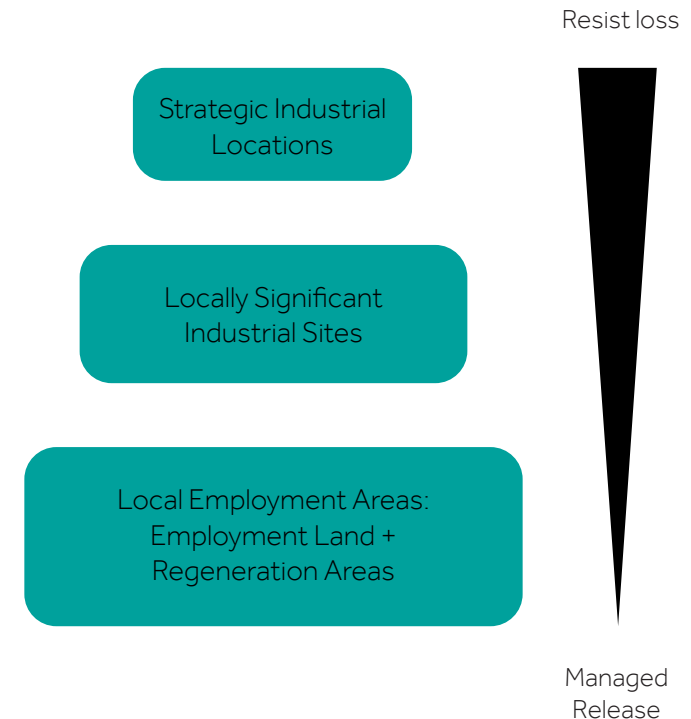 Resist loss
Strategic Industrial
Locations
Locally Significant
Industrial Sites
Local Employment Areas:
Employment Land +
Regeneration Areas
Managed
Release